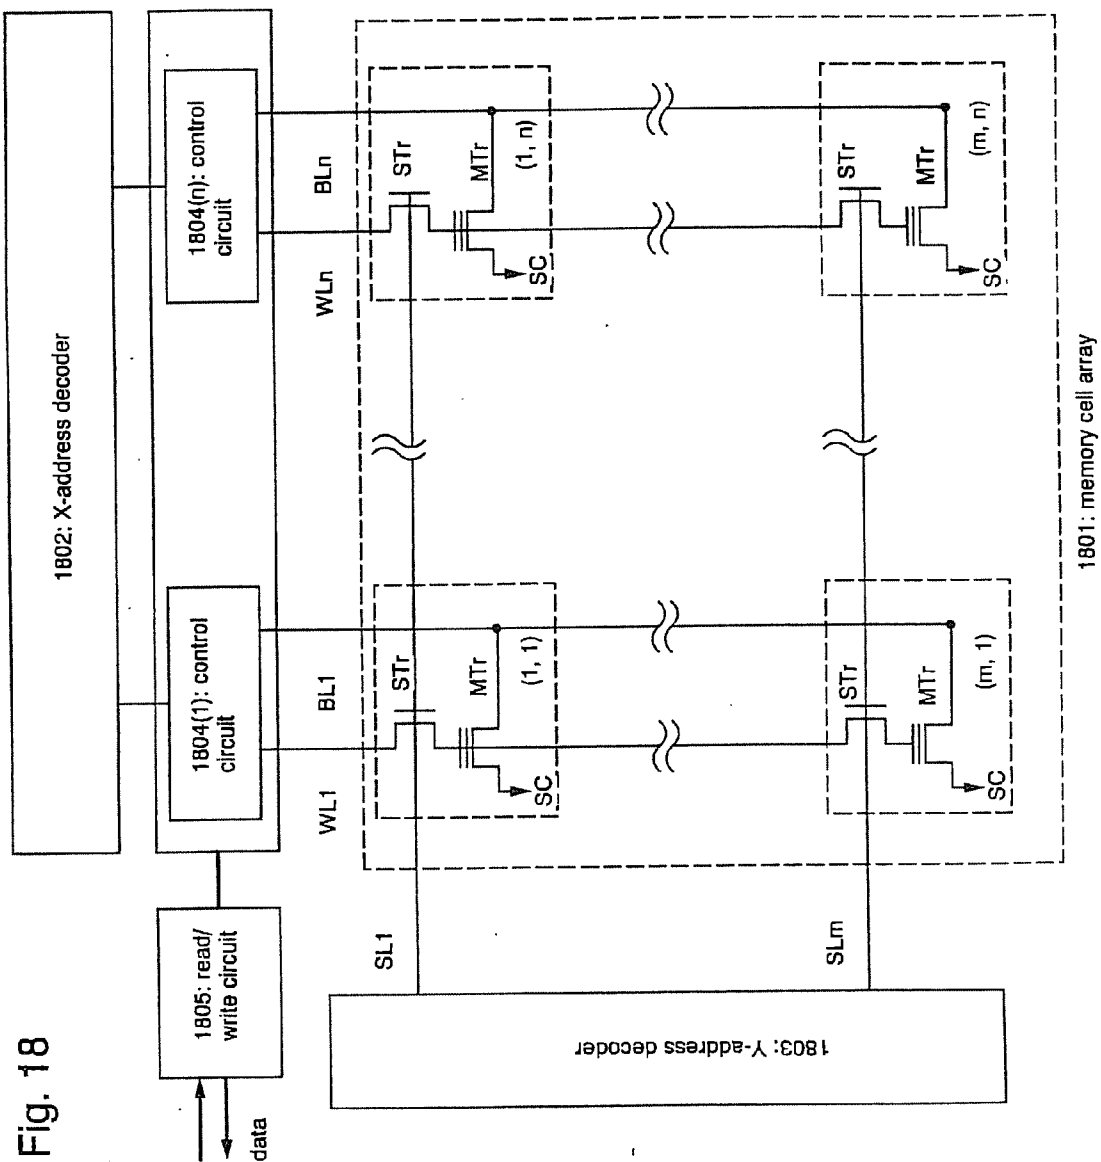 Fig. 18
1802: X-address decoder
1805: read/
write circuit
data
1804(1): control
circuit
1804(n): control
circuit
WL1
BL1
WLn
BLn
SL1
STr
MTr
SC
(1, 1)
STr
MTr
SC
(1, n)
SLm
STr
MTr
SC
(m, 1)
STr
MTr
SC
(m, n)
1803: Y-address decoder
1801: memory cell array